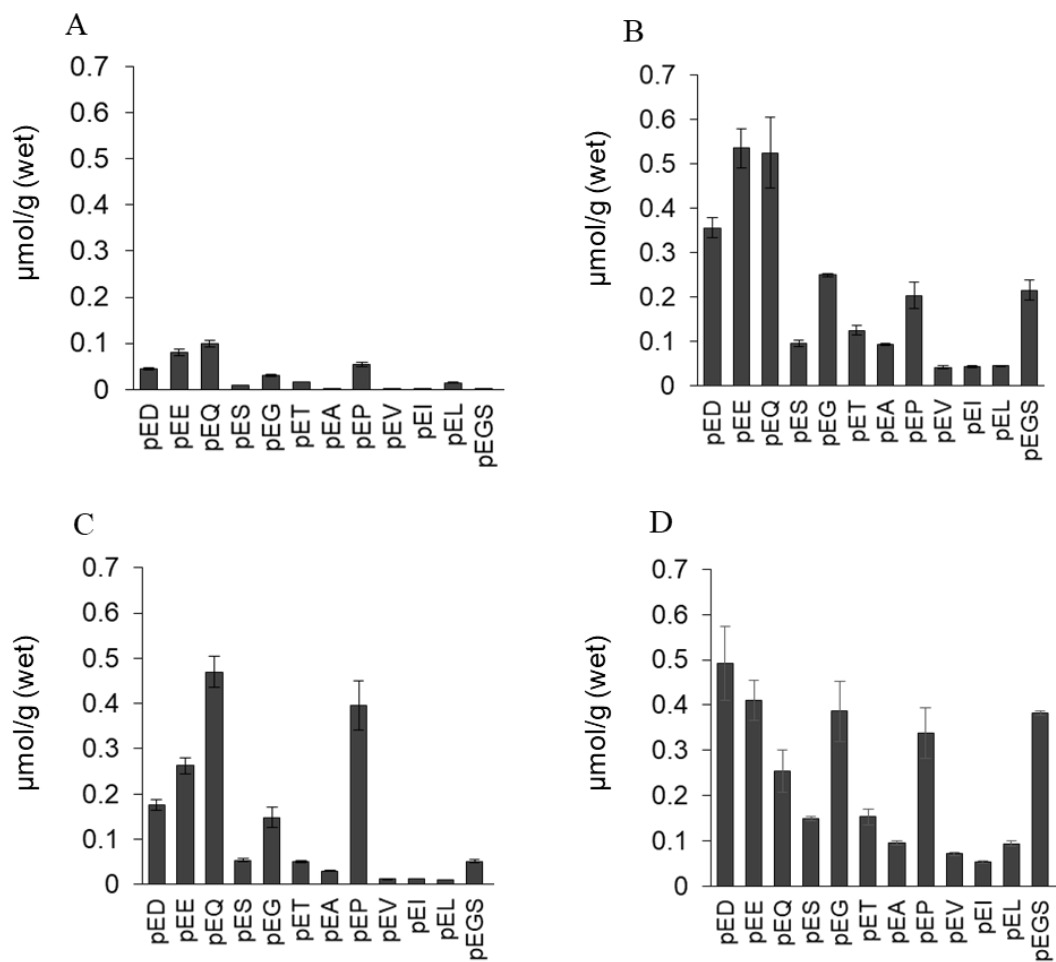 A
0.7
0.6
0.5
0.4
0.3
0.2
0.1
0
μmol/g (wet)
pED
pEE
pEQ
pES
pEG
pET
pEA
pEP
pEV
pEI
pEL
pEGS
B
0.7
0.6
0.5
0.4
0.3
0.2
0.1
0
μmol/g (wet)
pED
pEE
pEQ
pES
pEG
pET
pEA
pEP
pEV
pEI
pEL
pEGS
C
0.7
0.6
0.5
0.4
0.3
0.2
0.1
0
μmol/g (wet)
pED
pEE
pEQ
pES
pEG
pET
pEA
pEP
pEV
pEI
pEL
pEGS
D
0.7
0.6
0.5
0.4
0.3
0.2
0.1
0
μmol/g (wet)
pED
pEE
pEQ
pES
pEG
pET
pEA
pEP
pEV
pEI
pEL
pEGS